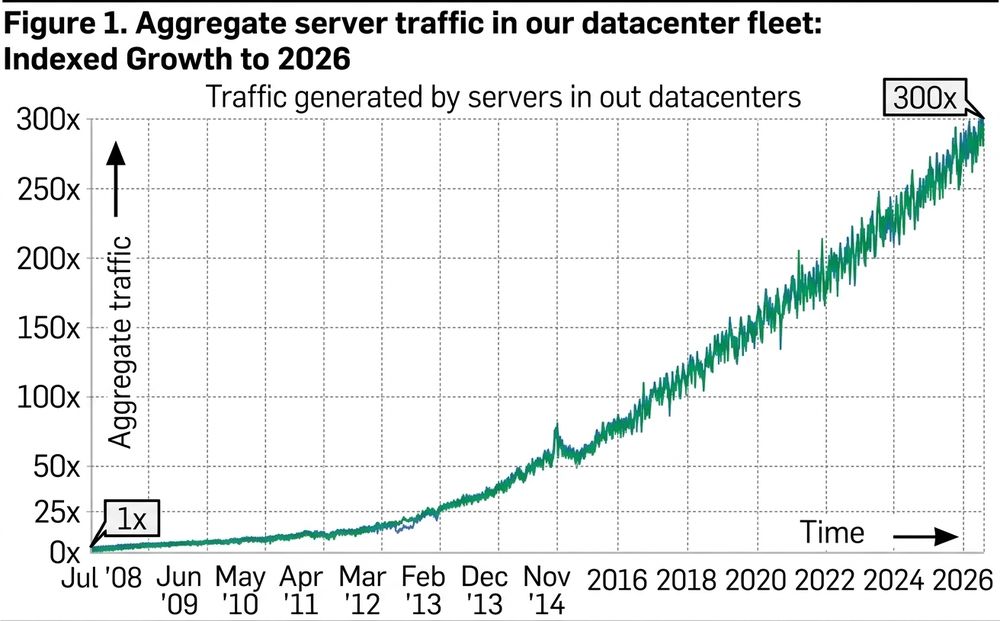 Figure 1. Aggregate server traffic in our datacenter fleet:
Indexed Growth to 2026
Traffic generated by servers in out datacenters
300x
300x
250x
200x
150x
100x
50x
25x
0x
Aggregate traffic
1x
Time
Jul '08 Jun '09 May '10 Apr '11 Mar '12 Feb '13 Dec '13 Nov '14 2016 2018 2020 2022 2024 2026